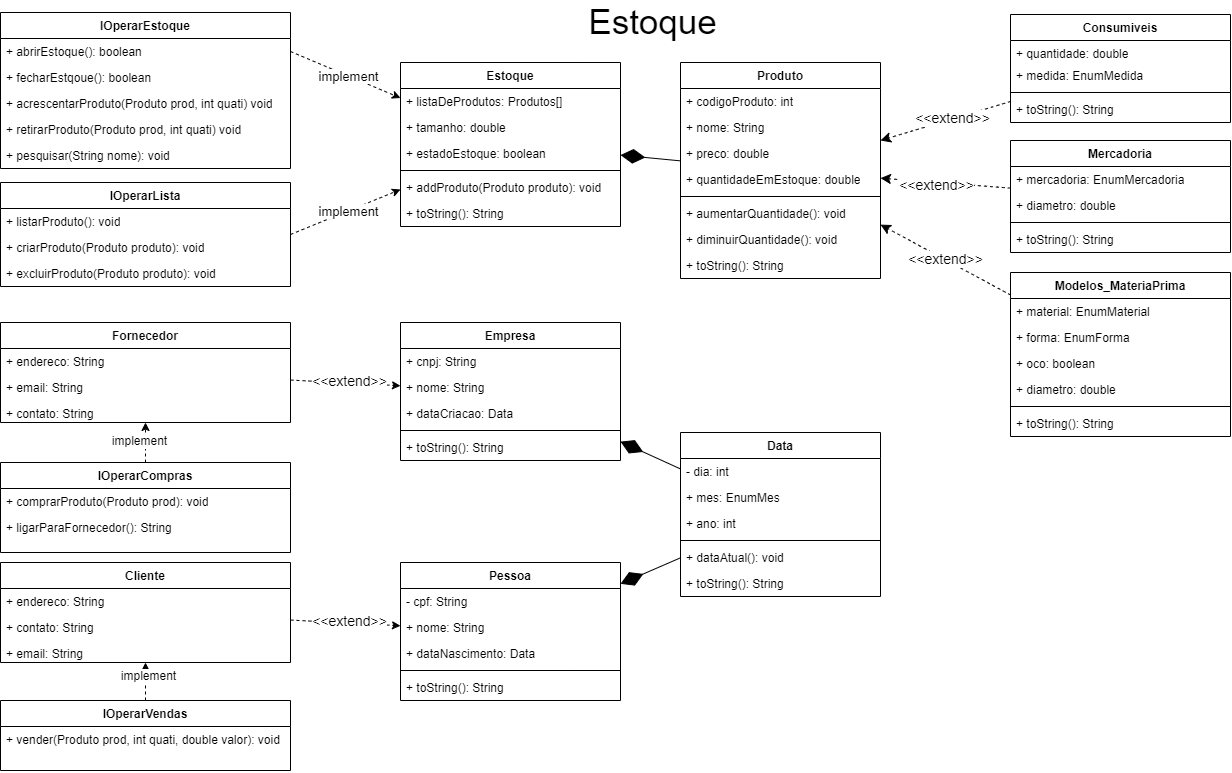 Estoque
IOperarEstoque
+ abrirEstoque(): boolean
+ fecharEstqoue(): boolean
+ acrescentarProduto(Produto prod, int quati) void
+ retirarProduto(Produto prod, int quati) void
+ pesquisar(String nome): void
implement
IOperarLista
+ listarProduto(): void
+ criarProduto(Produto produto): void
+ excluirProduto(Produto produto): void
implement
Estoque
+ listaDeProdutos: Produtos[]
+ tamanho: double
+ estadoEstoque: boolean
+ addProduto(Produto produto): void
+ toString(): String
Produto
+ codigoProduto: int
+ nome: String
+ preco: double
+ quantidadeEmEstoque: double
+ aumentarQuantidade(): void
+ diminuirQuantidade(): void
+ toString(): String
<<extend>>
<<extend>>
<<extend>>
Consumiveis
+ quantidade: double
+ medida: EnumMedida
+ toString(): String
Mercadoria
+ mercadoria: EnumMercadoria
+ diametro: double
+ toString(): String
Modelos_MateriaPrima
+ material: EnumMaterial
+ forma: EnumForma
+ oco: boolean
+ diametro: double
+ toString(): String
Fornecedor
+ endereco: String
+ email: String
+ contato: String
<<extend>>
Empresa
+ cnpj: String
+ nome: String
+ dataCriacao: Data
+ toString(): String
implement
IOperarCompras
+ comprarProduto(Produto prod): void
+ ligarParaFornecedor(): String
Data
- dia: int
+ mes: EnumMes
+ ano: int
+ dataAtual(): void
+ toString(): String
Cliente
+ endereco: String
+ contato: String
+ email: String
<<extend>>
Pessoa
- cpf: String
+ nome: String
+ dataNascimento: Data
+ toString(): String
implement
IOperarVendas
+ vender(Produto prod, int quati, double valor): void